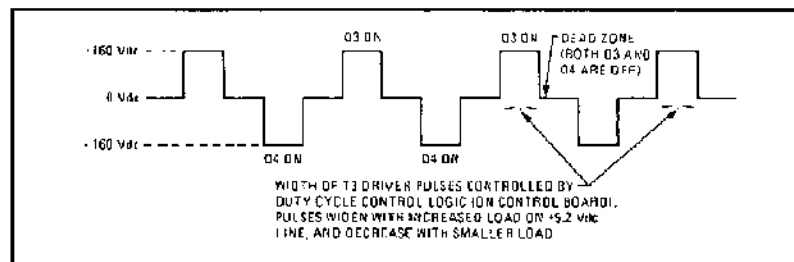 +160 Vdc
0 Vdc
-160 Vdc
Q3 ON
Q3 ON
DEAD ZONE
(BOTH Q3 AND
Q4 ARE OFF)
Q4 ON
Q4 ON
WIDTH OF T3 DRIVER PULSES CONTROLLED BY
DUTY CYCLE CONTROL LOGIC (ON CONTROL BOARD).
PULSES WIDEN WITH INCREASED LOAD ON +5.2 Vdc
LINE, AND DECREASE WITH SMALLER LOAD